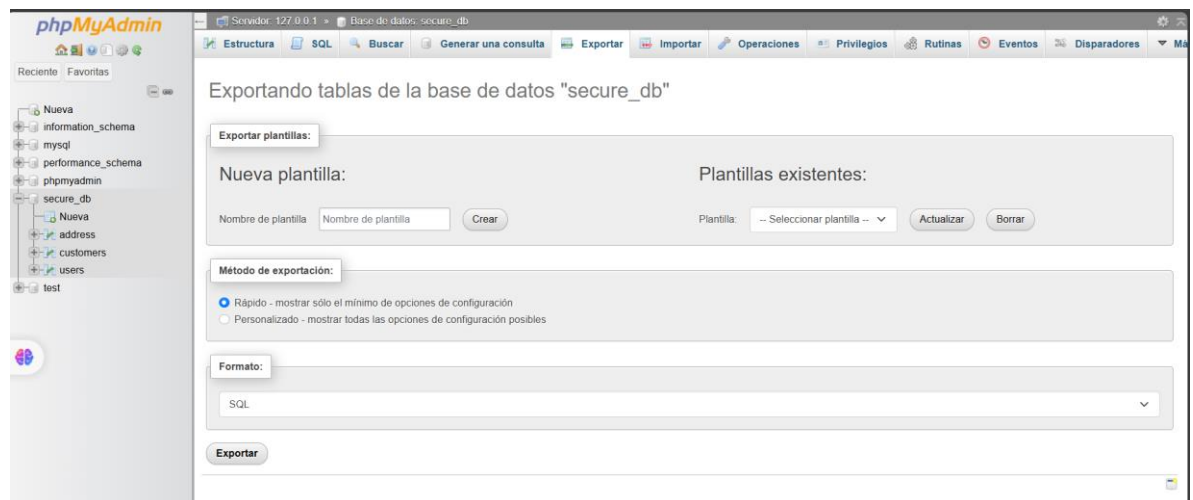 phpMyAdmin
Reciente Favoritas
Nueva
information_schema
mysql
performance_schema
phpmyadmin
secure_db
Nueva
address
customers
users
test
Servidor: 127.0.0.1 » Base de datos: secure_db
Estructura SQL Buscar Generar una consulta Exportar Importar Operaciones Privilegios Rutinas Eventos Disparadores Má
Exportando tablas de la base de datos "secure_db"
Exportar plantillas:
Nueva plantilla:
Nombre de plantilla Nombre de plantilla Crear
Plantillas existentes:
Plantilla: -- Seleccionar plantilla -- Actualizar Borrar
Método de exportación:
Rápido - mostrar sólo el mínimo de opciones de configuración
Personalizado - mostrar todas las opciones de configuración posibles
Formato:
SQL
Exportar